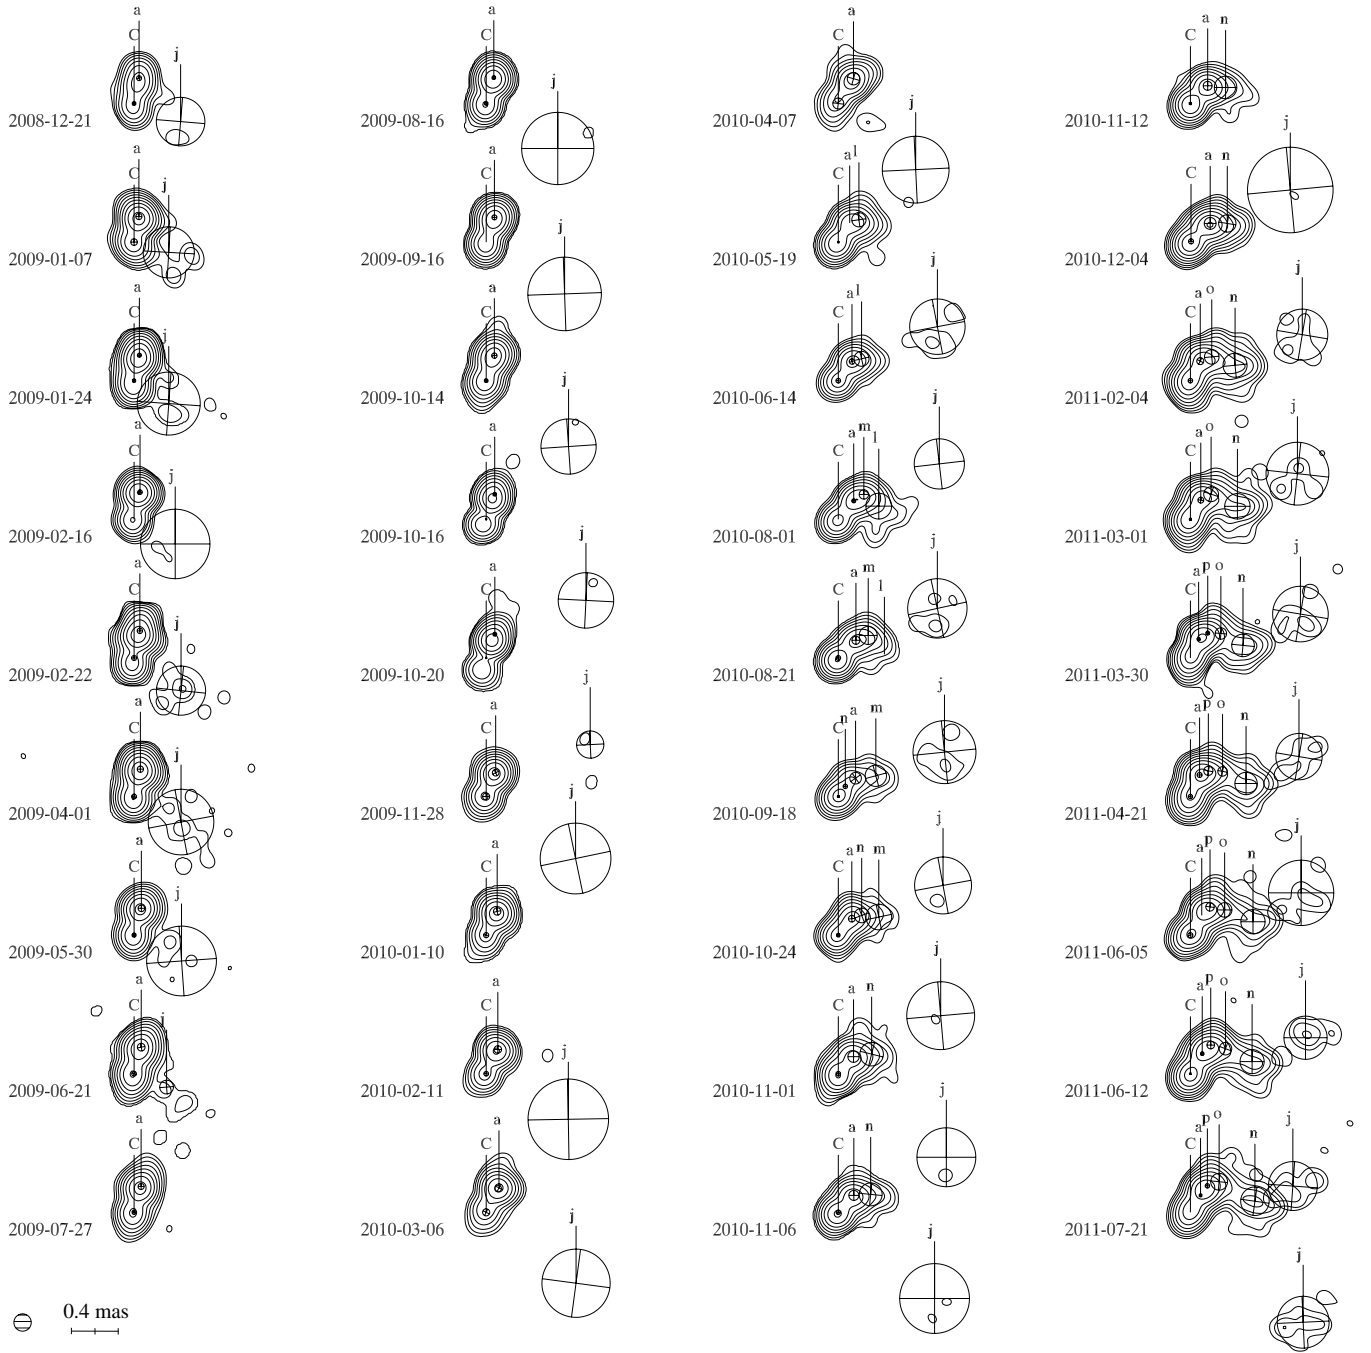 a
C
j
2008-12-21
a
C
j
2009-01-07
a
C
j
2009-01-24
a
C
j
2009-02-16
a
C
j
2009-02-22
a
C
j
2009-04-01
a
C
j
2009-05-30
a
C
j
2009-06-21
a
C
2009-07-27
0.4 mas
a
C
j
2009-08-16
a
C
j
2009-09-16
a
C
j
2009-10-14
a
C
j
2009-10-16
a
C
j
2009-10-20
a
C
j
2009-11-28
a
C
j
2010-01-10
a
C
j
2010-02-11
a
C
j
2010-03-06
a
C
j
2010-04-07
C a l
j
2010-05-19
C a l
j
2010-06-14
C a m l
j
2010-08-01
C a m l
j
2010-08-21
C n a m
j
2010-09-18
C a n m
j
2010-10-24
C a n
j
2010-11-01
C a n
j
2010-11-06
C a n
j
2010-11-12
C a n
j
2010-12-04
C a o n
j
2011-02-04
C a o n
j
2011-03-01
C a p o n
j
2011-03-30
C a p o n
j
2011-04-21
C a p o n
j
2011-06-05
C a p o n
j
2011-06-12
C a p o n
j
2011-07-21
j